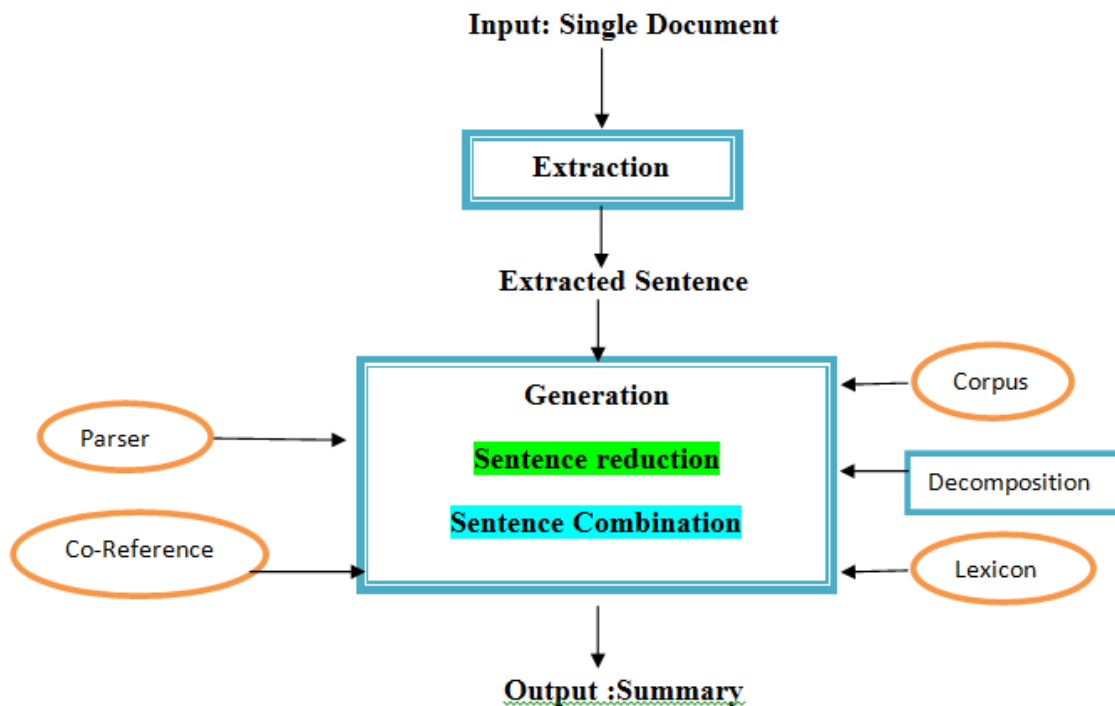 Input: Single Document
Extraction
Extracted Sentence
Generation
Corpus
Parser
Sentence reduction
Decomposition
Sentence Combination
Co-Reference
Lexicon
Output :Summary